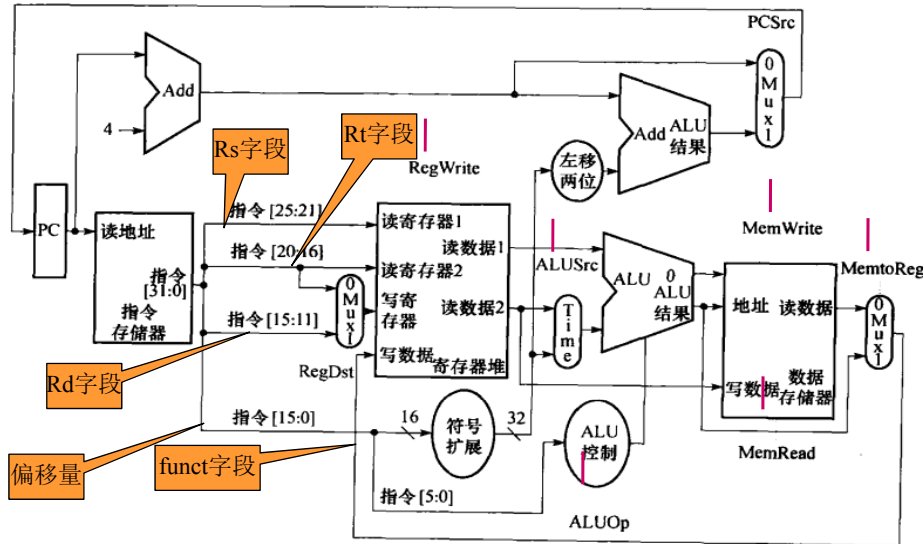 PCSrc
0
M
u
x1
Add
4
Add ALU
结果
Rs字段
Rt字段
RegWrite
左移
两位
PC
读地址
指令
[31:0]
指令
存储器
指令 [25:21]
指令 [20:16]
指令 [15:11]
指令 [15:0]
指令 [5:0]
0
M
u
x1
RegDst
读寄存器1
读数据1
读寄存器2
写寄
存器
读数据2
写数据
寄存器堆
ALUSrc
T
i
m
e
ALU 0
ALU
结果
MemWrite
MemtoReg
地址
读数据
写数据
数据
存储器
0
M
u
x1
MemRead
Rd字段
偏移量
funct字段
16
符号
扩展
32
ALU
控制
ALUOp